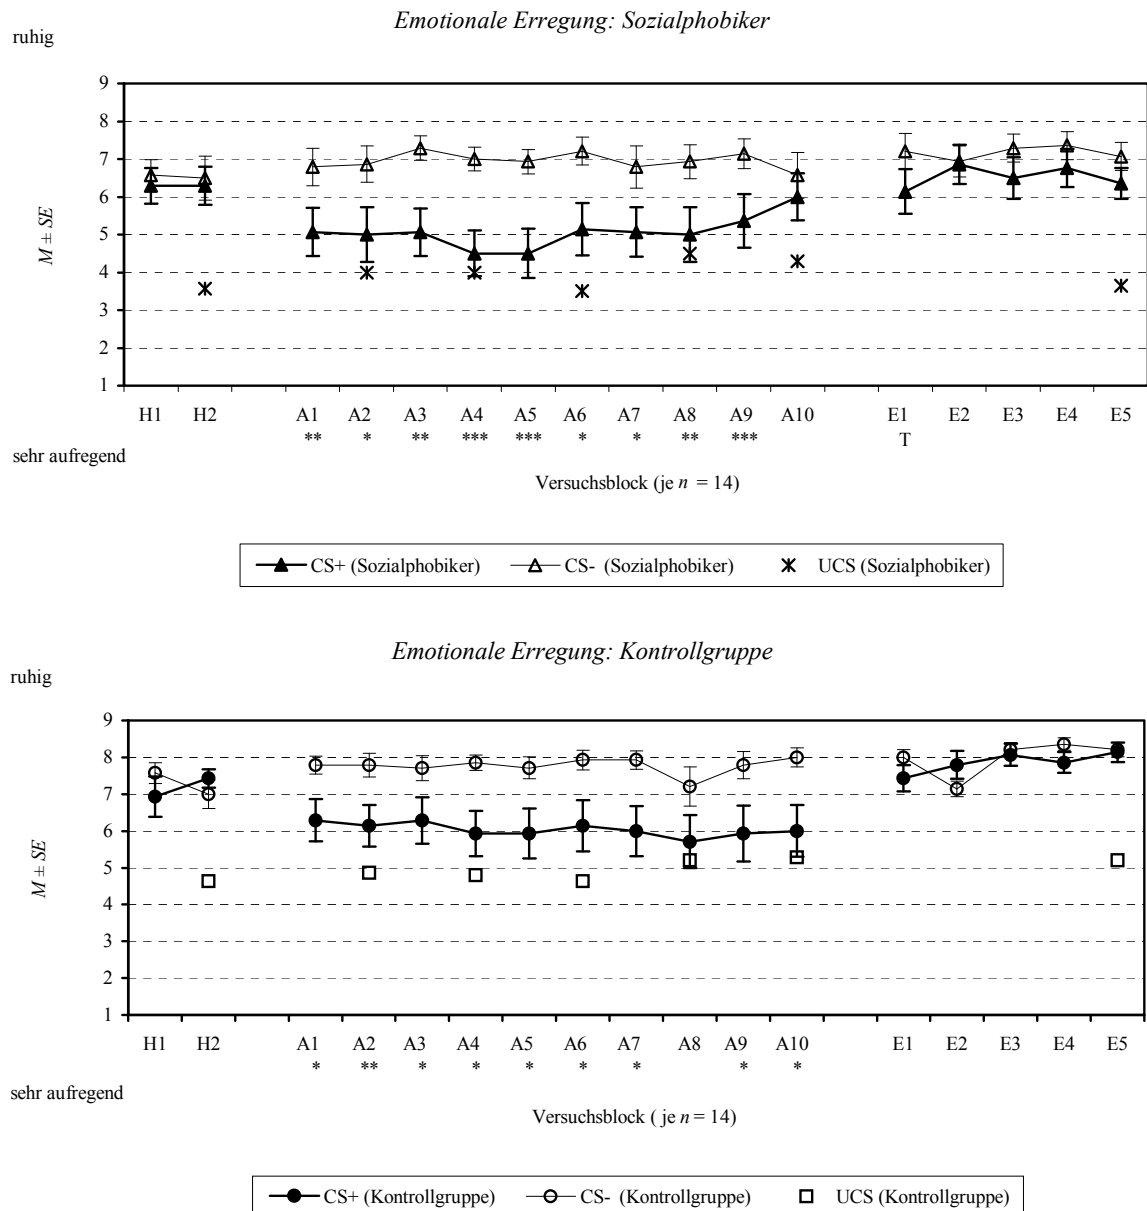 Emotionale Erregung: Sozialphobiker
ruhig
9
8
7
6
5
4
3
2
1
M ± SE
H1 H2 A1 A2 A3 A4 A5 A6 A7 A8 A9 A10 E1 E2 E3 E4 E5
** * ** *** *** * * ** *** T
sehr aufregend
Versuchsblock (je n = 14)
CS+ (Sozialphobiker) CS- (Sozialphobiker) UCS (Sozialphobiker)
Emotionale Erregung: Kontrollgruppe
ruhig
9
8
7
6
5
4
3
2
1
M ± SE
H1 H2 A1 A2 A3 A4 A5 A6 A7 A8 A9 A10 E1 E2 E3 E4 E5
* ** * * * * * * *
sehr aufregend
Versuchsblock ( je n = 14)
CS+ (Kontrollgruppe) CS- (Kontrollgruppe) UCS (Kontrollgruppe)